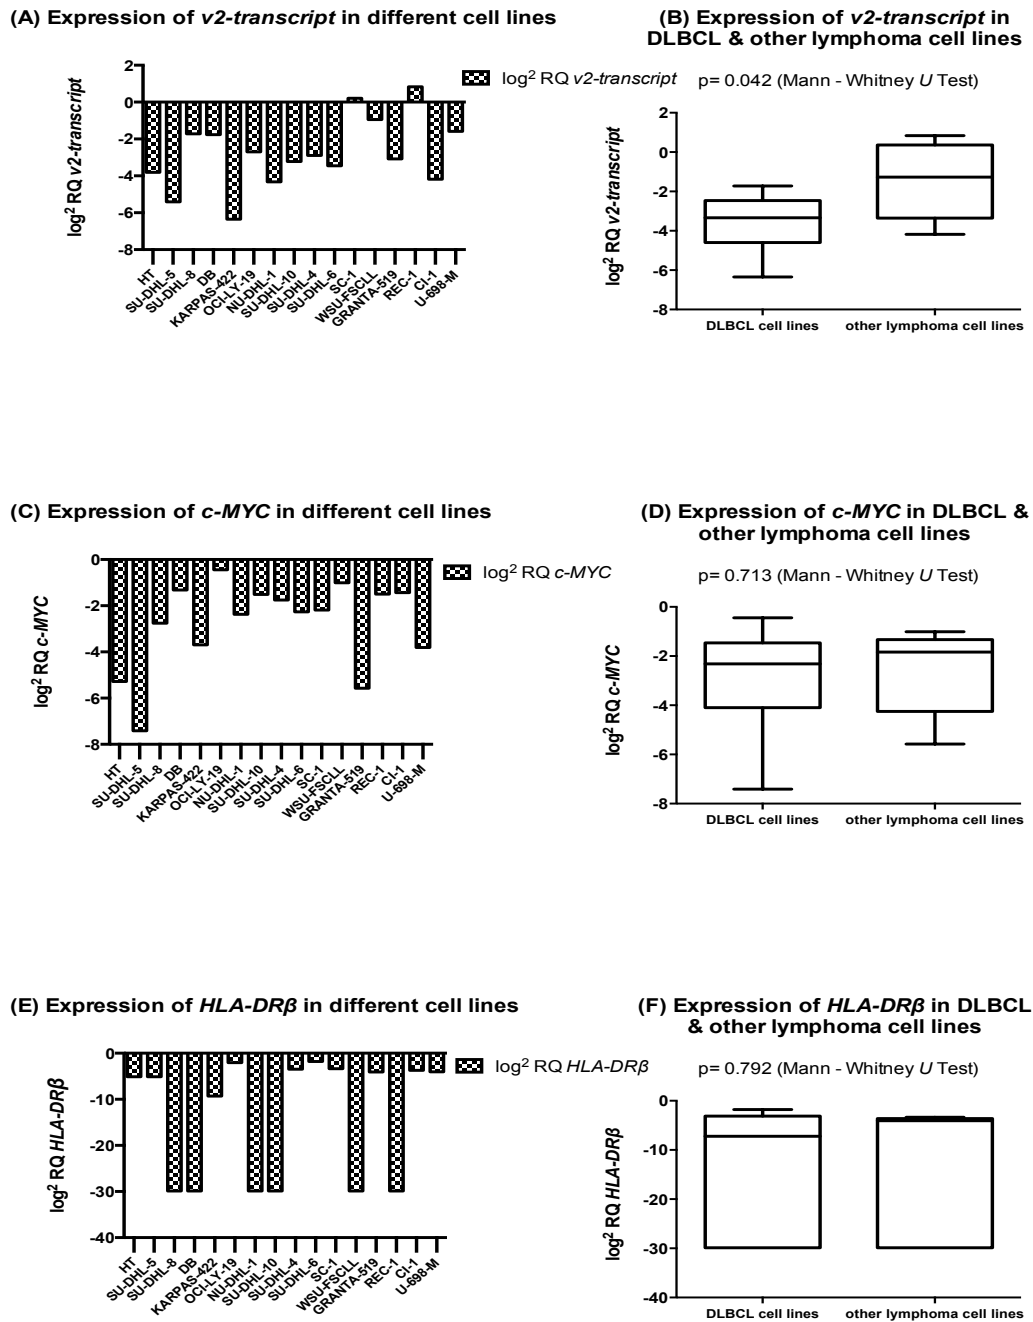 (A) Expression of v2-transcript in different cell lines
log² RQ v2-transcript
2
0
-2
-4
-6
-8
log² RQ v2-transcript
HT
SU-DHL-5
SU-DHL-8
DB
KARPAS-422
OCI-LY-19
NU-DHL-1
SU-DHL-10
SU-DHL-4
SU-DHL-6
SC-1
WSU-FSCLL
GRANTA-519
REC-1
CI-1
U-698-M
(B) Expression of v2-transcript in
DLBCL & other lymphoma cell lines
p= 0.042 (Mann - Whitney U Test)
log² RQ v2-transcript
2
0
-2
-4
-6
-8
DLBCL cell lines
other lymphoma cell lines
(C) Expression of c-MYC in different cell lines
log² RQ c-MYC
0
-2
-4
-6
-8
log² RQ c-MYC
HT
SU-DHL-5
SU-DHL-8
DB
KARPAS-422
OCI-LY-19
NU-DHL-1
SU-DHL-10
SU-DHL-4
SU-DHL-6
SC-1
WSU-FSCLL
GRANTA-519
REC-1
CI-1
U-698-M
(D) Expression of c-MYC in DLBCL &
other lymphoma cell lines
p= 0.713 (Mann - Whitney U Test)
log² RQ c-MYC
0
-2
-4
-6
-8
DLBCL cell lines
other lymphoma cell lines
(E) Expression of HLA-DRβ in different cell lines
log² RQ HLA-DRβ
0
-10
-20
-30
-40
log² RQ HLA-DRβ
HT
SU-DHL-5
SU-DHL-8
DB
KARPAS-422
OCI-LY-19
NU-DHL-1
SU-DHL-10
SU-DHL-4
SU-DHL-6
SC-1
WSU-FSCLL
GRANTA-519
REC-1
CI-1
U-698-M
(F) Expression of HLA-DRβ in DLBCL
& other lymphoma cell lines
p= 0.792 (Mann - Whitney U Test)
log² RQ HLA-DRβ
0
-10
-20
-30
-40
DLBCL cell lines
other lymphoma cell lines